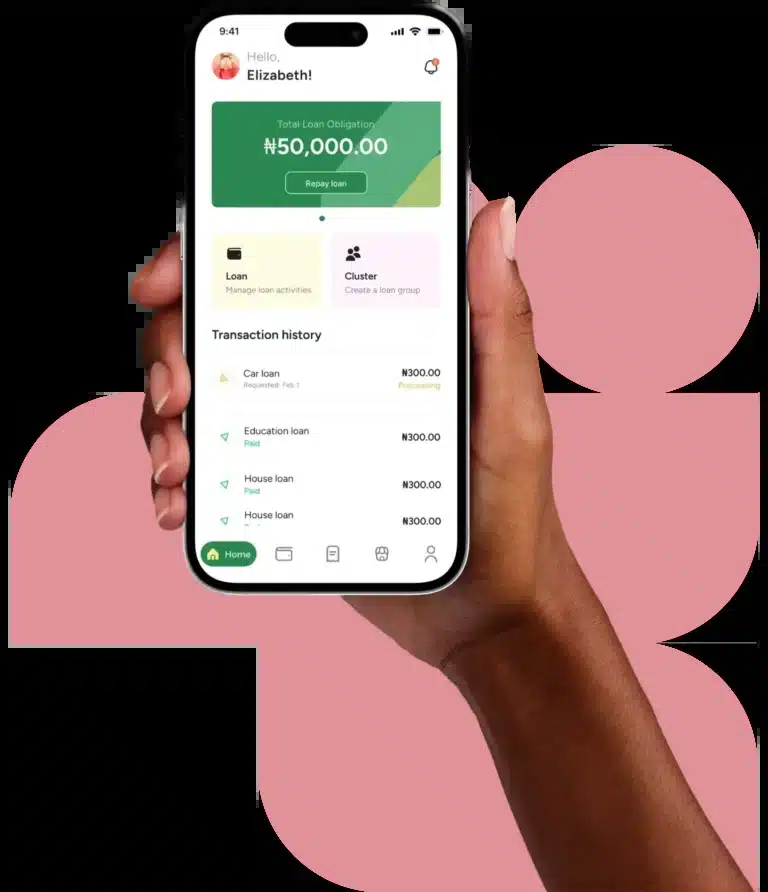 9:41
Hello,
Elizabeth!
Total Loan Obligation
₦50,000.00
Repay loan
Loan
Manage loan activities
Cluster
Create a loan group
Transaction history
Car loan
₦300.00
Requested: Feb 1
Processing
Education loan
₦300.00
Paid
House loan
₦300.00
Paid
House loan
₦300.00
Home